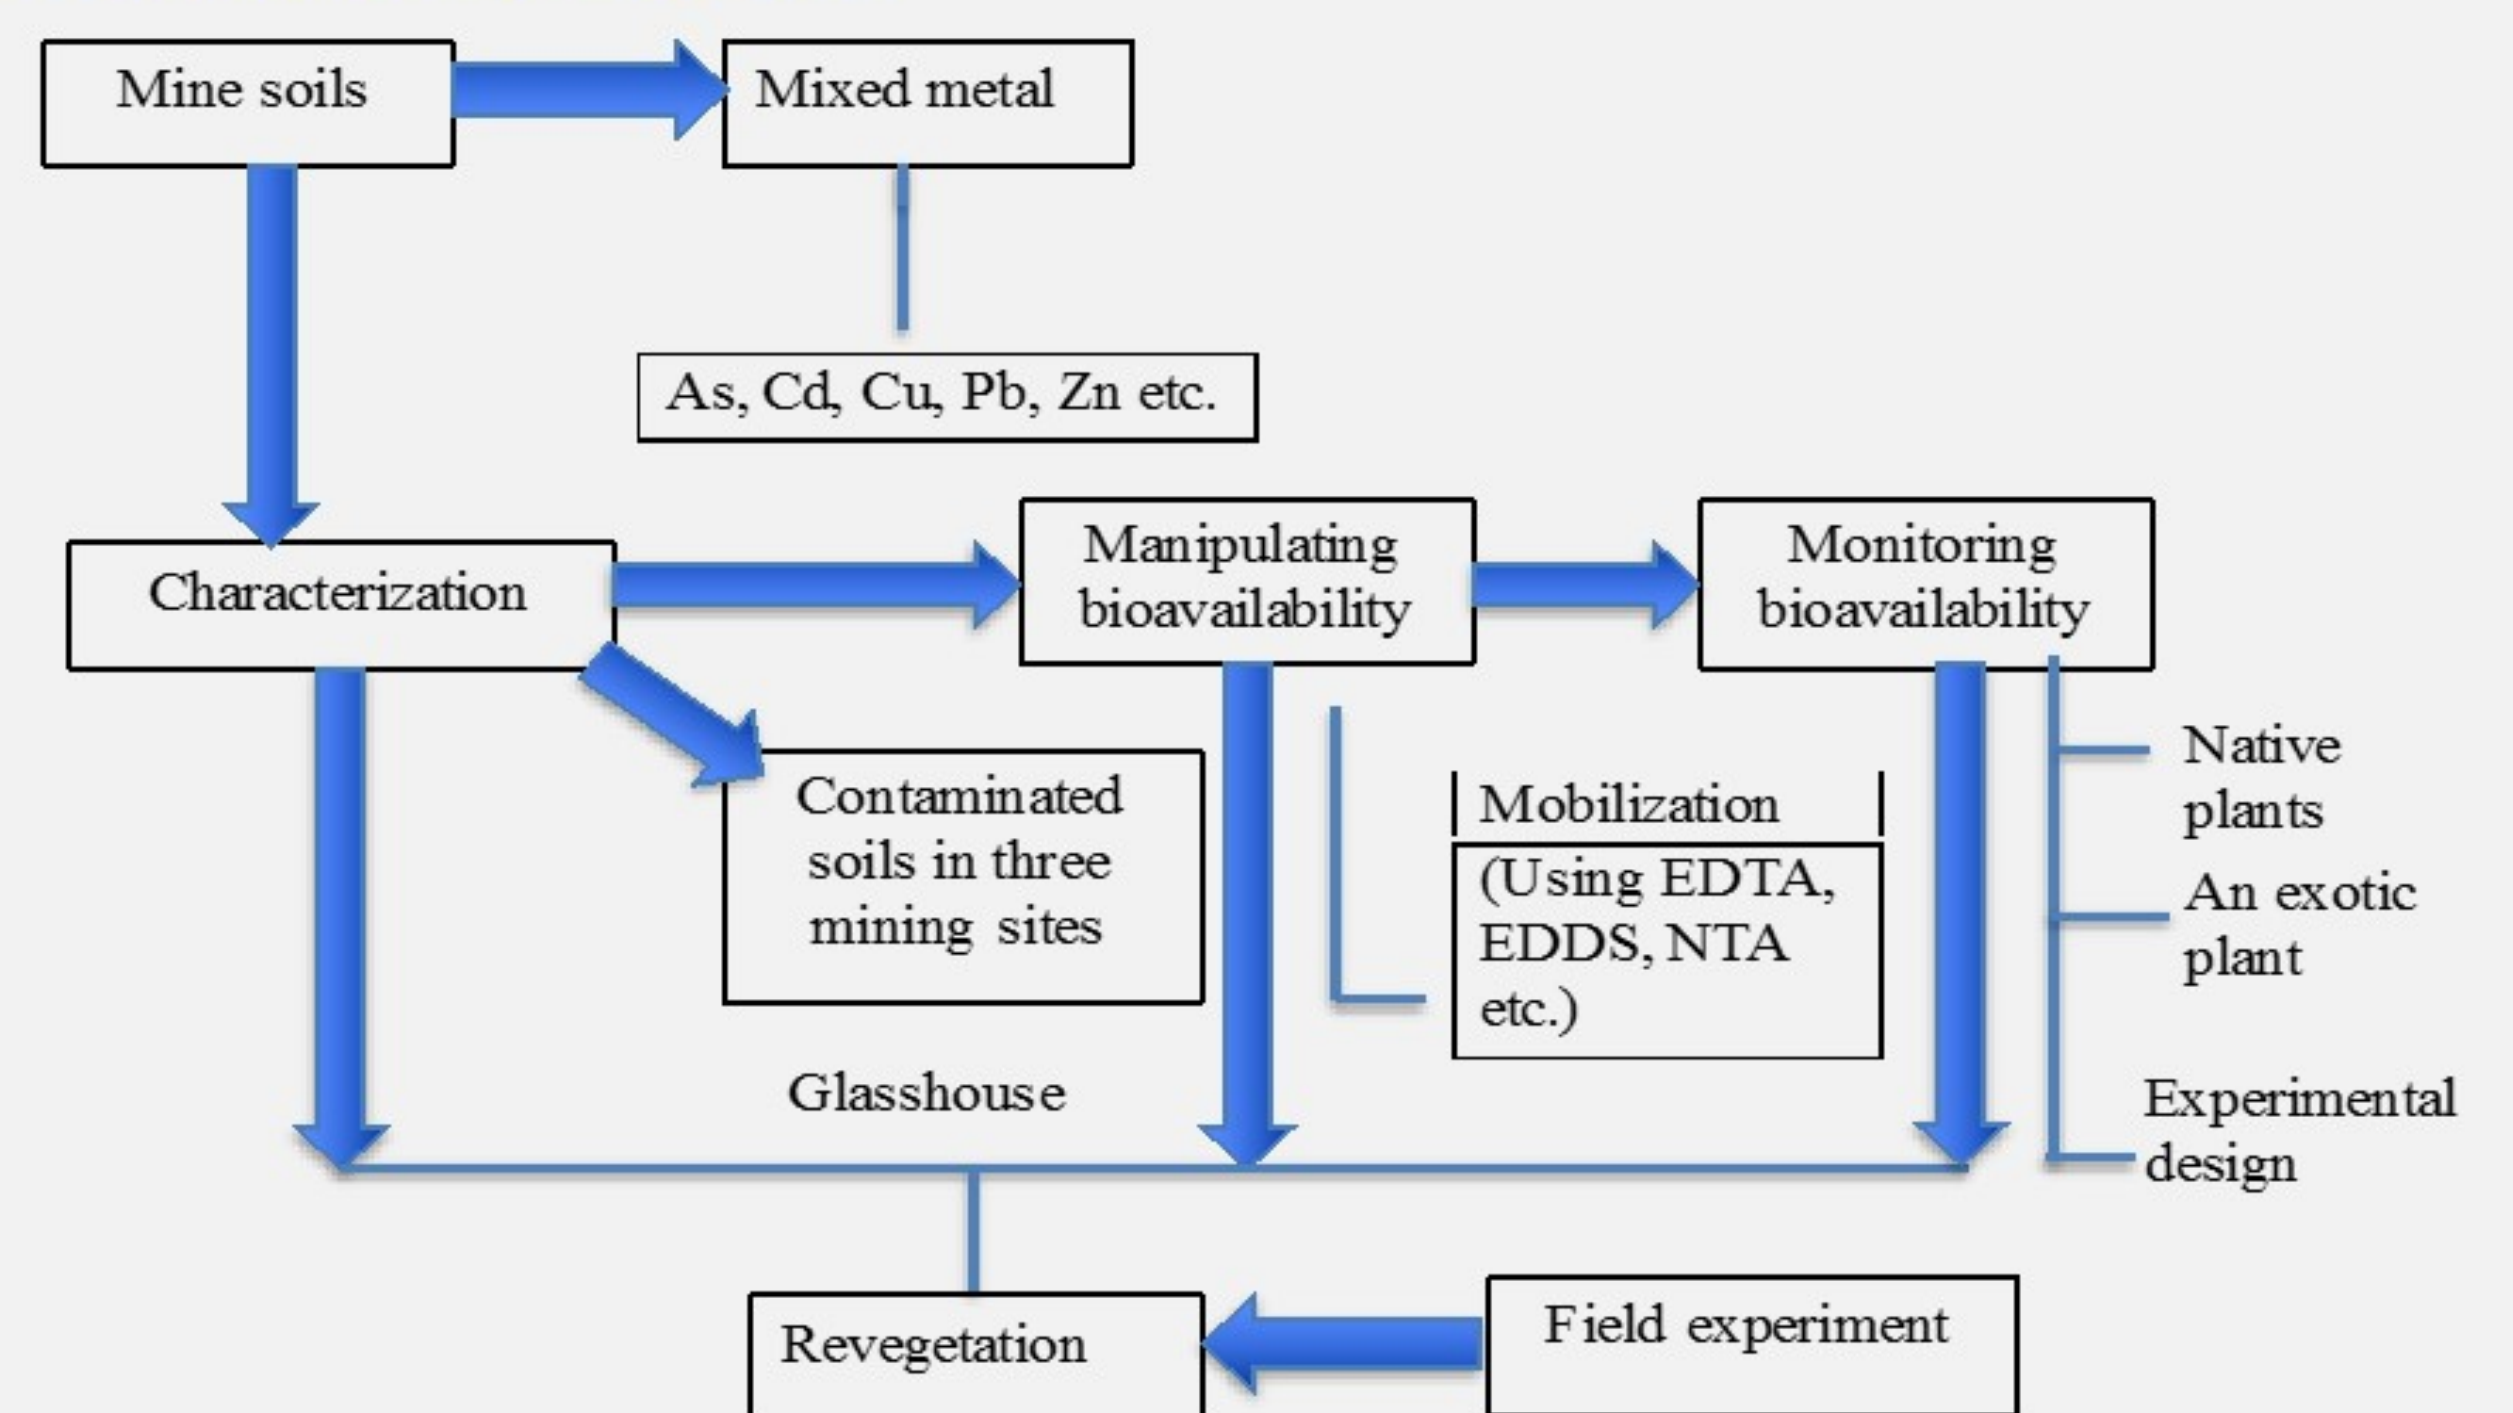 Mine soils
Mixed metal
As, Cd, Cu, Pb, Zn etc.
Characterization
Manipulating
bioavailability
Monitoring
bioavailability
Contaminated
soils in three
mining sites
Mobilization
(Using EDTA,
EDDS, NTA
etc.)
Native
plants
An exotic
plant
Experimental
design
Glasshouse
Revegetation
Field experiment